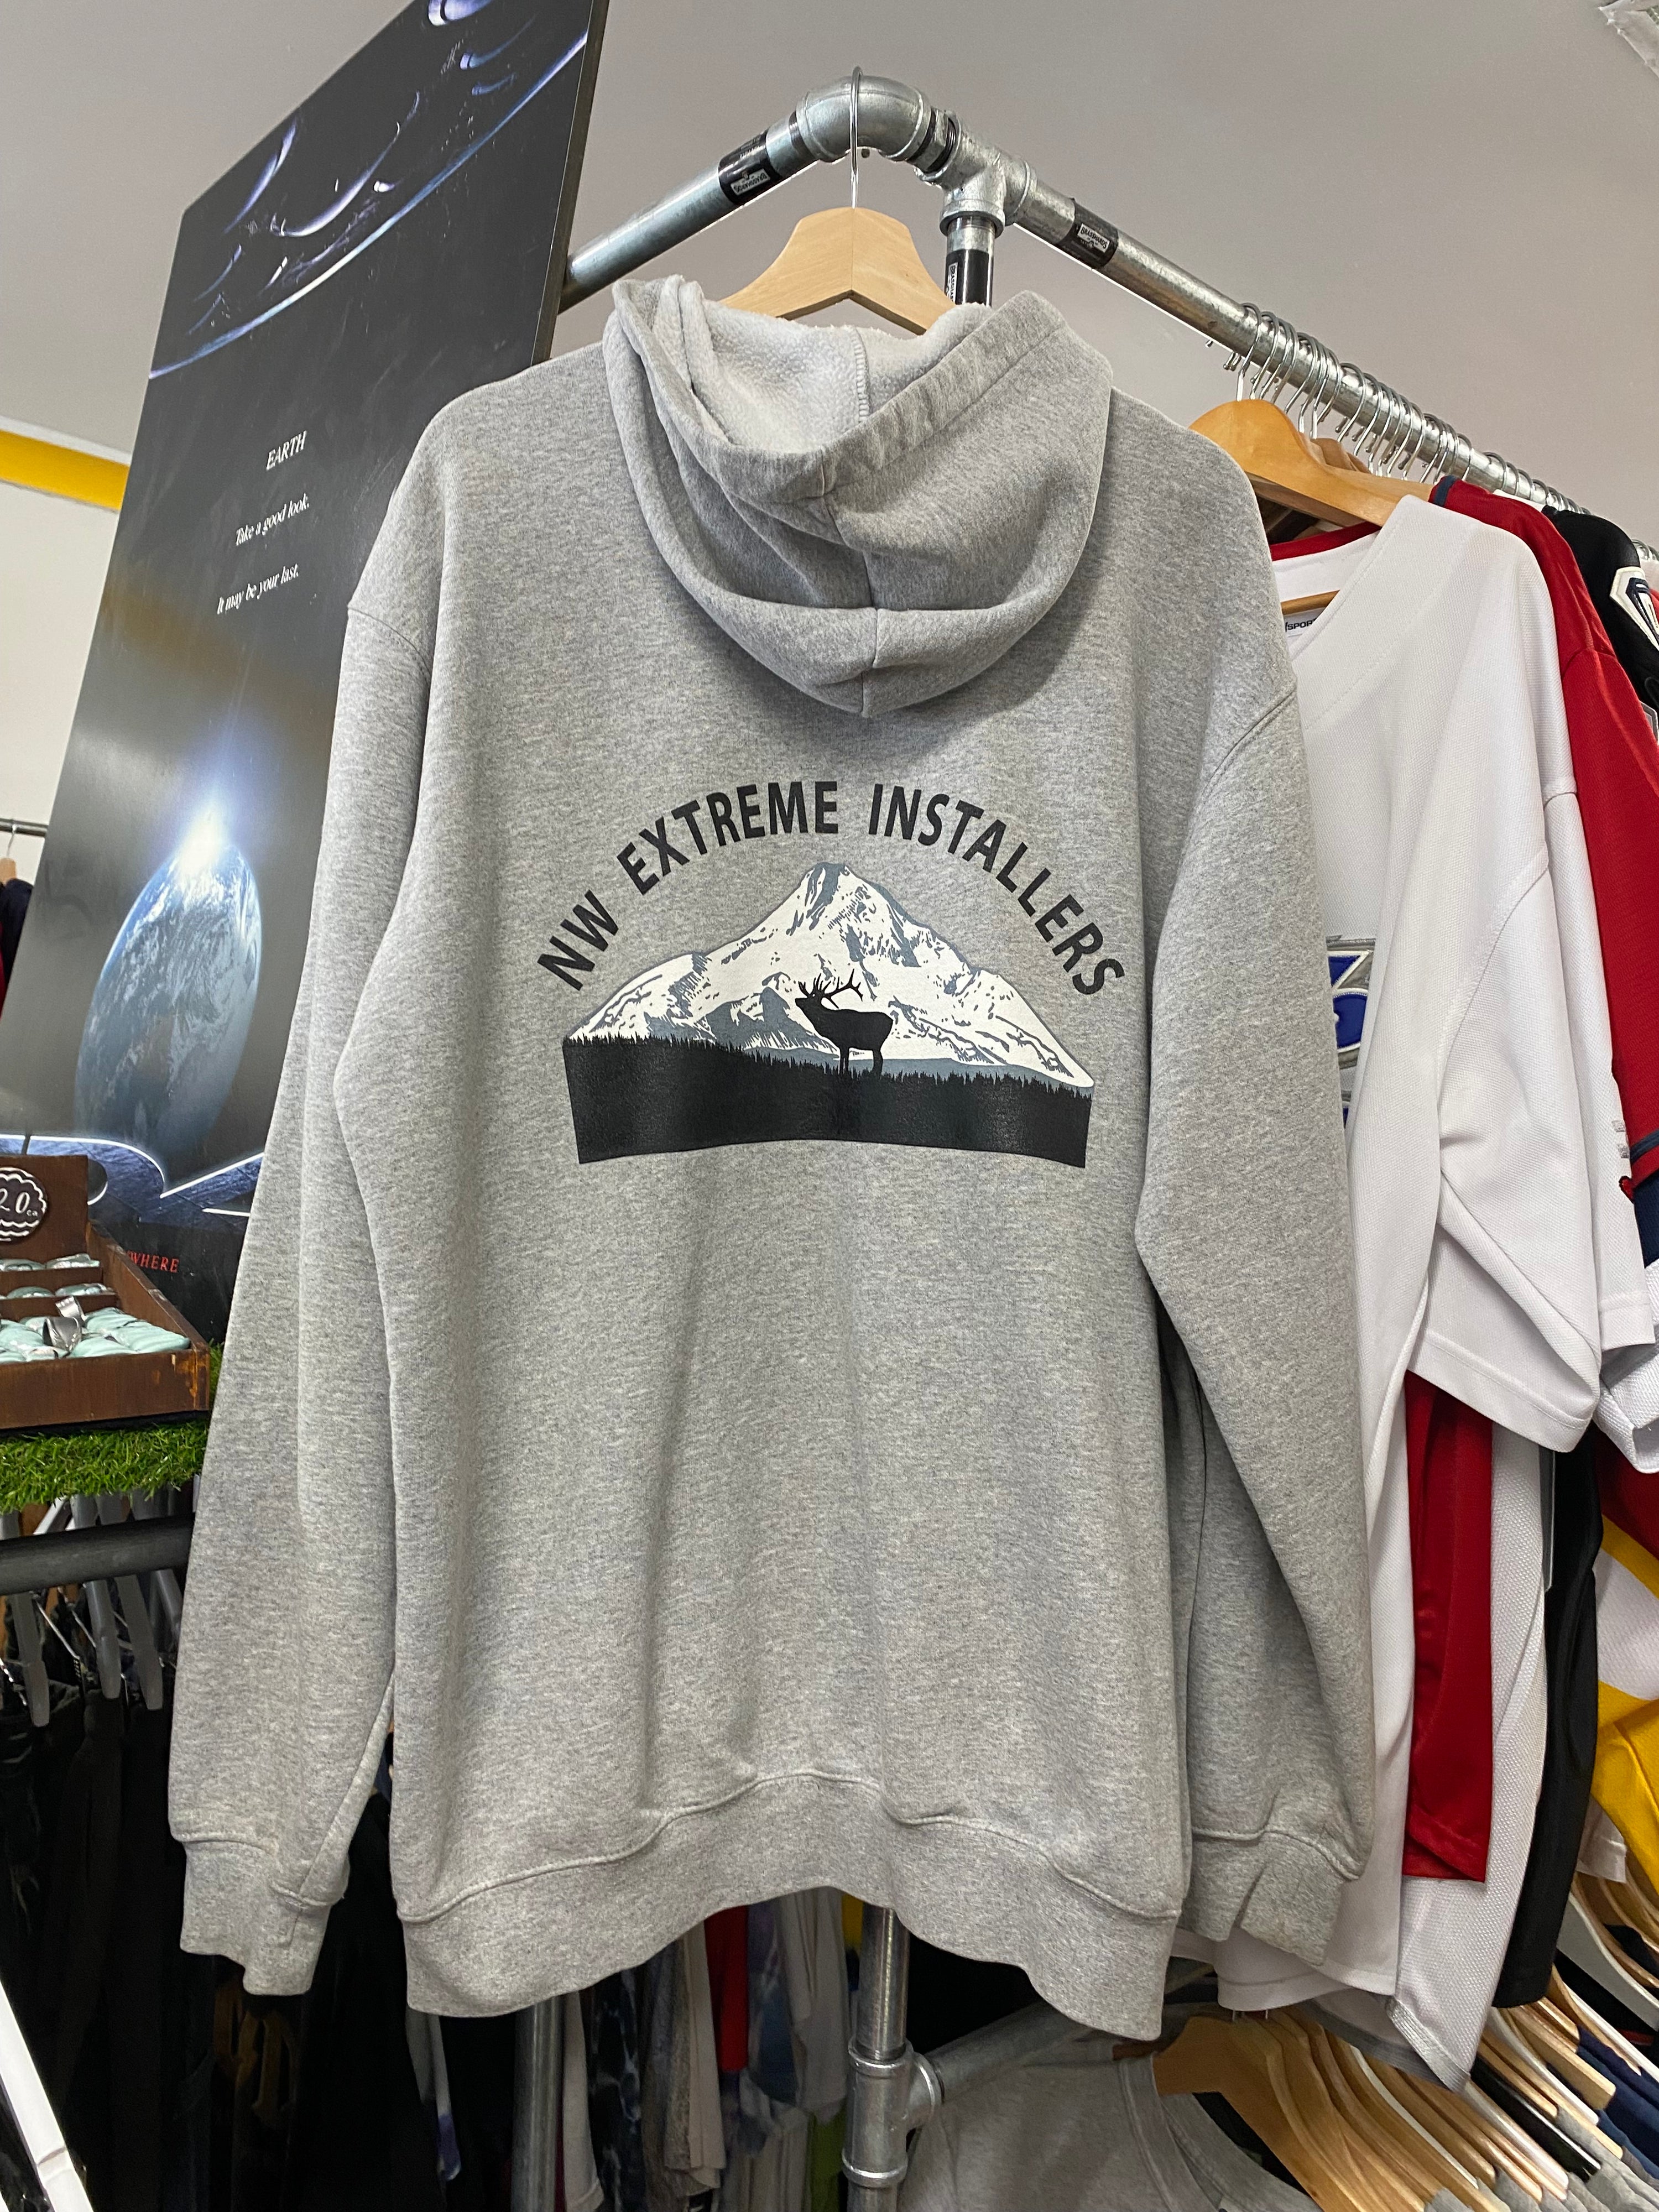 EARTH
Take a good look.
It may be your last.
NW EXTREME INSTALLERS